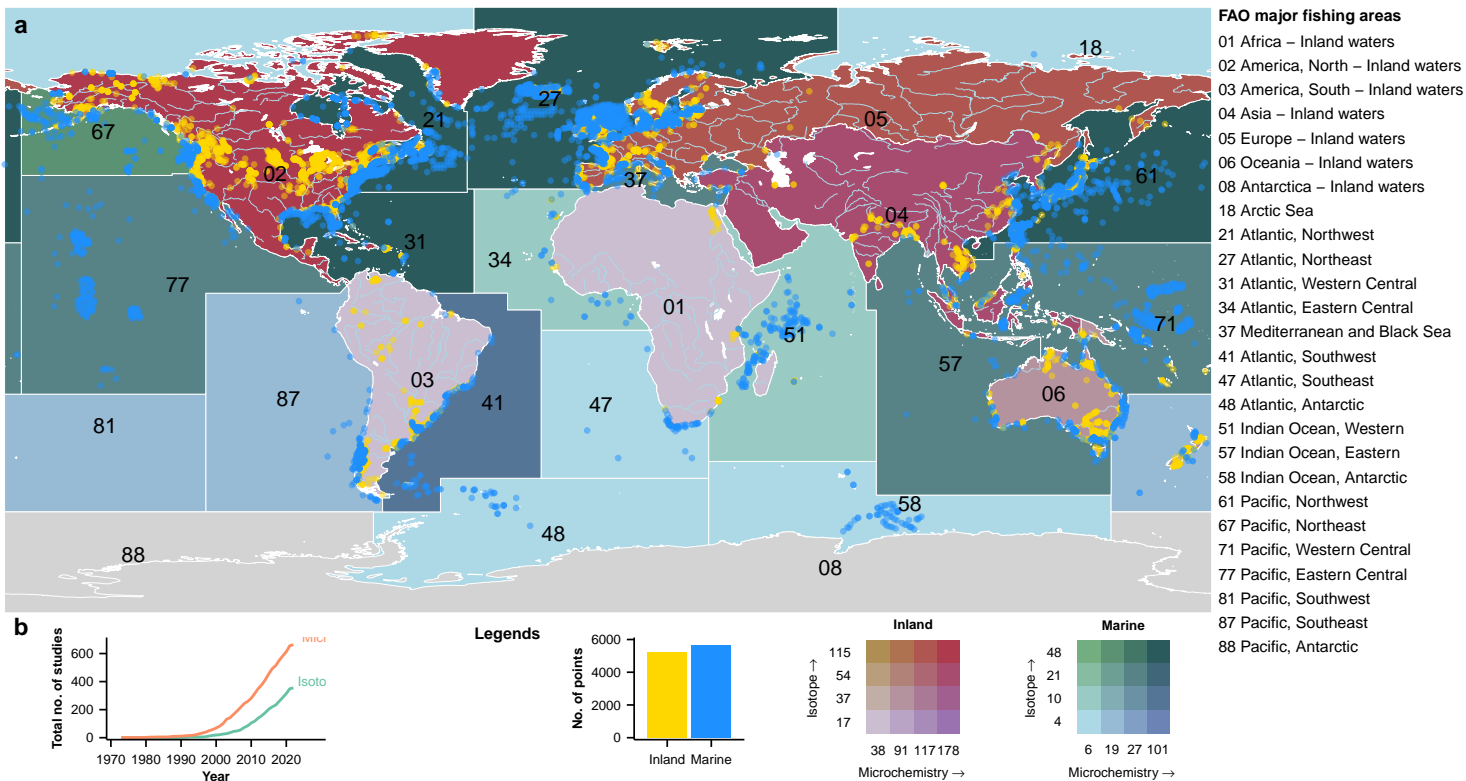 a
FAO major fishing areas
01 Africa – Inland waters
02 America, North – Inland waters
03 America, South – Inland waters
04 Asia – Inland waters
05 Europe – Inland waters
06 Oceania – Inland waters
08 Antarctica – Inland waters
18 Arctic Sea
21 Atlantic, Northwest
27 Atlantic, Northeast
31 Atlantic, Western Central
34 Atlantic, Eastern Central
37 Mediterranean and Black Sea
41 Atlantic, Southwest
47 Atlantic, Southeast
48 Atlantic, Antarctic
51 Indian Ocean, Western
57 Indian Ocean, Eastern
58 Indian Ocean, Antarctic
61 Pacific, Northwest
67 Pacific, Northeast
71 Pacific, Western Central
77 Pacific, Eastern Central
81 Pacific, Southwest
87 Pacific, Southeast
88 Pacific, Antarctic
18
27
21
67
05
02
37
61
04
31
34
77
01
71
51
57
03
87
41
47
06
81
58
48
88
08
b
Total no. of studies
600
400
200
0
Isoto
1970 1980 1990 2000 2010 2020
Year
Legends
No. of points
6000
4000
2000
0
Inland Marine
Inland
Isotope →
115
54
37
17
38 91 117 178
Microchemistry →
Marine
Isotope →
48
21
10
4
6 19 27 101
Microchemistry →